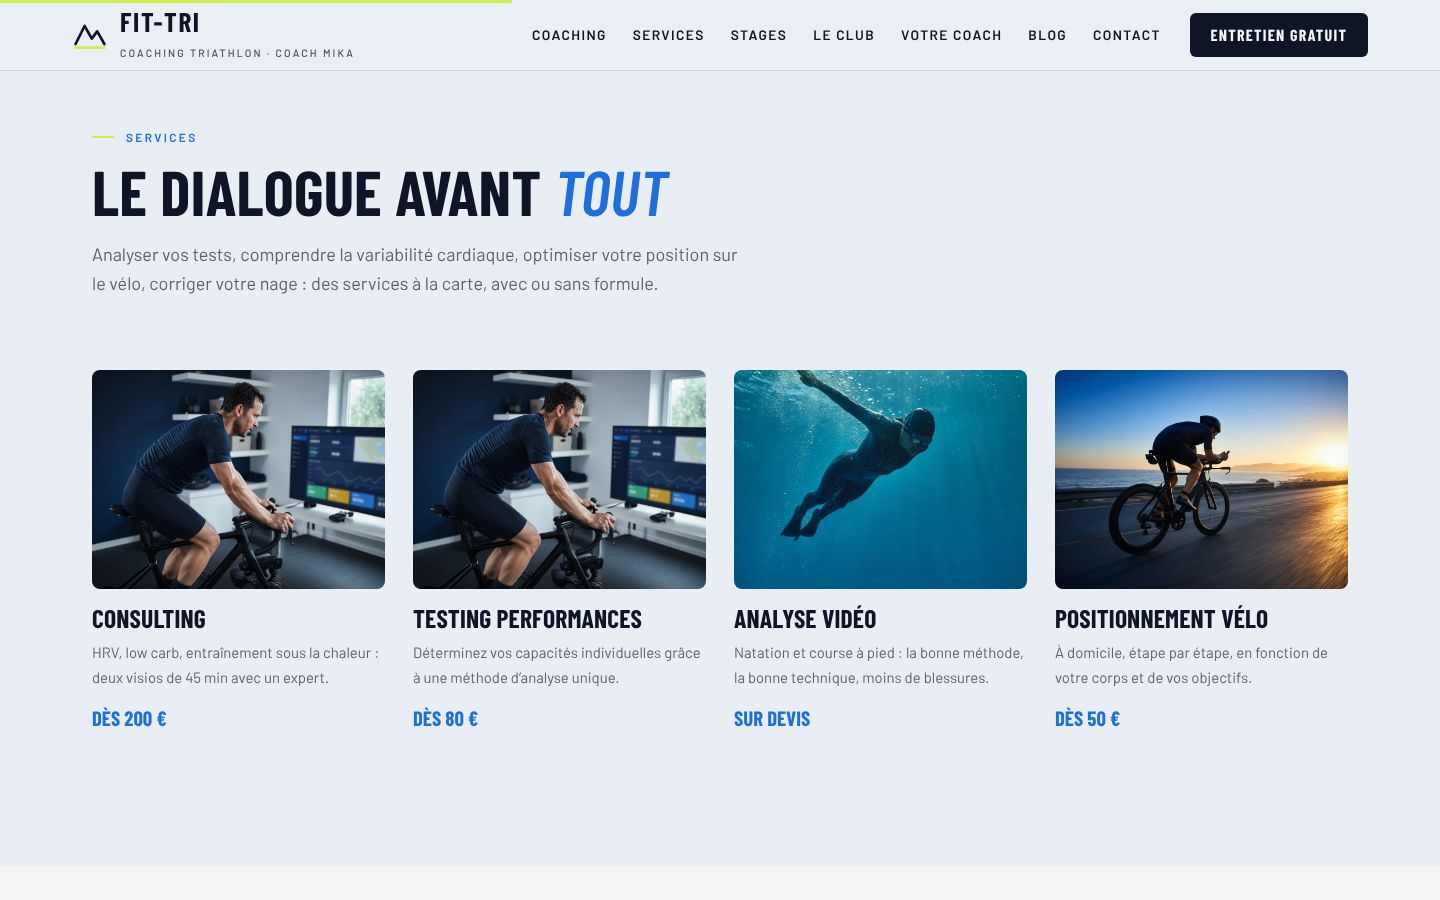 FIT-TRI
COACHING TRIATHLON · COACH MIKA
COACHING
SERVICES
STAGES
LE CLUB
VOTRE COACH
BLOG
CONTACT
ENTRETIEN GRATUIT
SERVICES
LE DIALOGUE AVANT TOUT
Analyser vos tests, comprendre la variabilité cardiaque, optimiser votre position sur
le vélo, corriger votre nage : des services à la carte, avec ou sans formule.
CONSULTING
HRV, low carb, entraînement sous la chaleur :
deux visios de 45 min avec un expert.
DÈS 200 €
TESTING PERFORMANCES
Déterminez vos capacités individuelles grâce
à une méthode d’analyse unique.
DÈS 80 €
ANALYSE VIDÉO
Natation et course à pied : la bonne méthode,
la bonne technique, moins de blessures.
SUR DEVIS
POSITIONNEMENT VÉLO
À domicile, étape par étape, en fonction de
votre corps et de vos objectifs.
DÈS 50 €